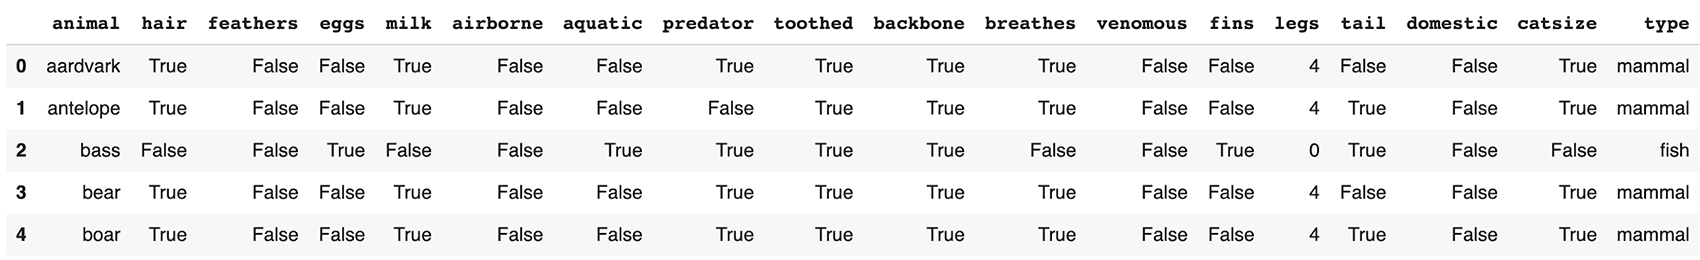 animal hair feathers eggs milk airborne aquatic predator toothed backbone breathes venomous fins legs tail domestic catsize type
0 aardvark True False False True False False True True True True False False 4 False False True mammal
1 antelope True False False True False False False True True True False False 4 True False True mammal
2 bass False False True False False True True True True False False True 0 True False False fish
3 bear True False False True False False True True True True False False 4 False False True mammal
4 boar True False False True False False True True True True False False 4 True False True mammal